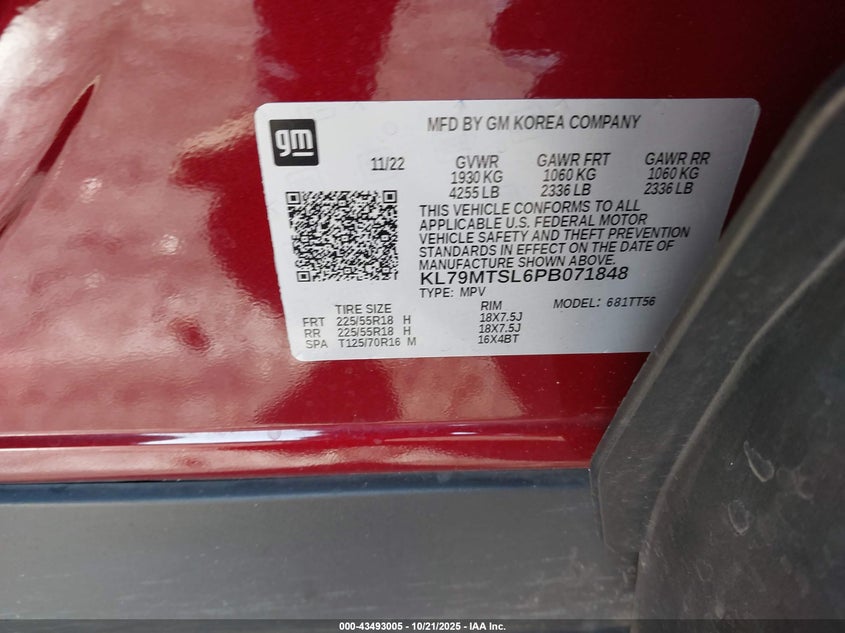 gm
MFD BY GM KOREA COMPANY
11/22 GVWR GAWR FRT GAWR RR
1930 KG 1060 KG 1060 KG
4255 LB 2336 LB 2336 LB
THIS VEHICLE CONFORMS TO ALL
APPLICABLE U.S. FEDERAL MOTOR
VEHICLE SAFETY AND THEFT PREVENTION
STANDARDS IN EFFECT ON THE DATE OF
MANUFACTURE SHOWN ABOVE.
KL79MTSL6PB071848
TYPE: MPV MODEL: 681TT56
TIRE SIZE RIM
FRT 225/55R18 H 18X7.5J
RR 225/55R18 H 18X7.5J
SPA T125/70R16 M 16X4BT
000-43493005 - 10/21/2025 - IAA Inc.